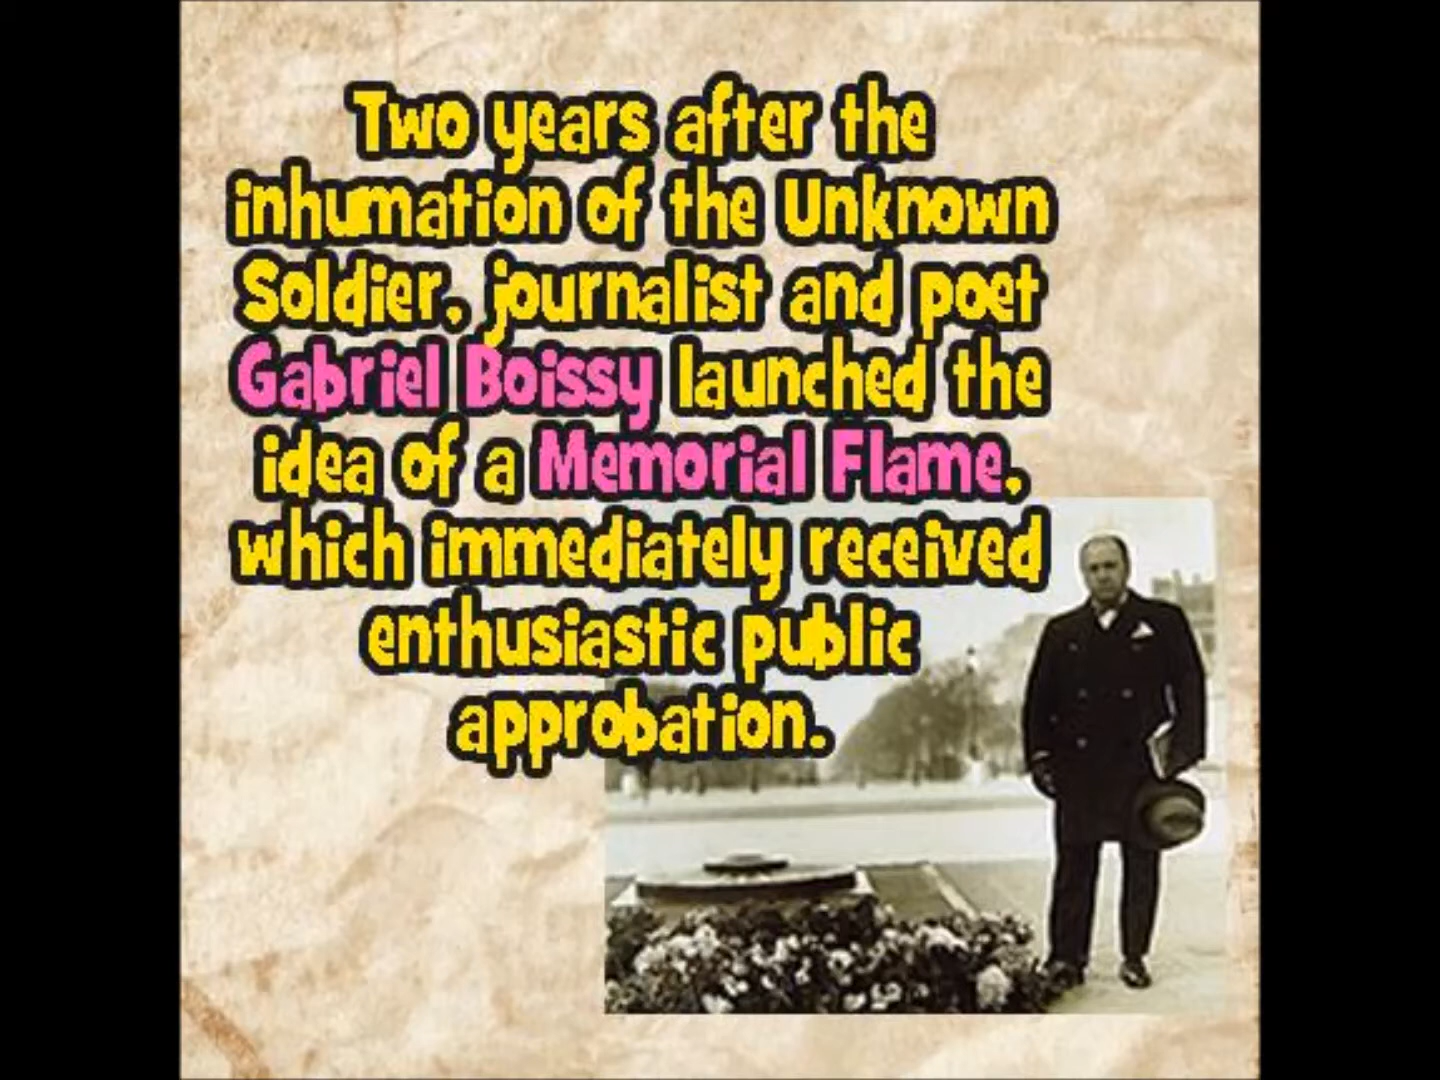 Two years after the
inhumation of the Unknown
Soldier, journalist and poet
Gabriel Boissy launched the
idea of a Memorial Flame,
which immediately received
enthusiastic public
approbation.